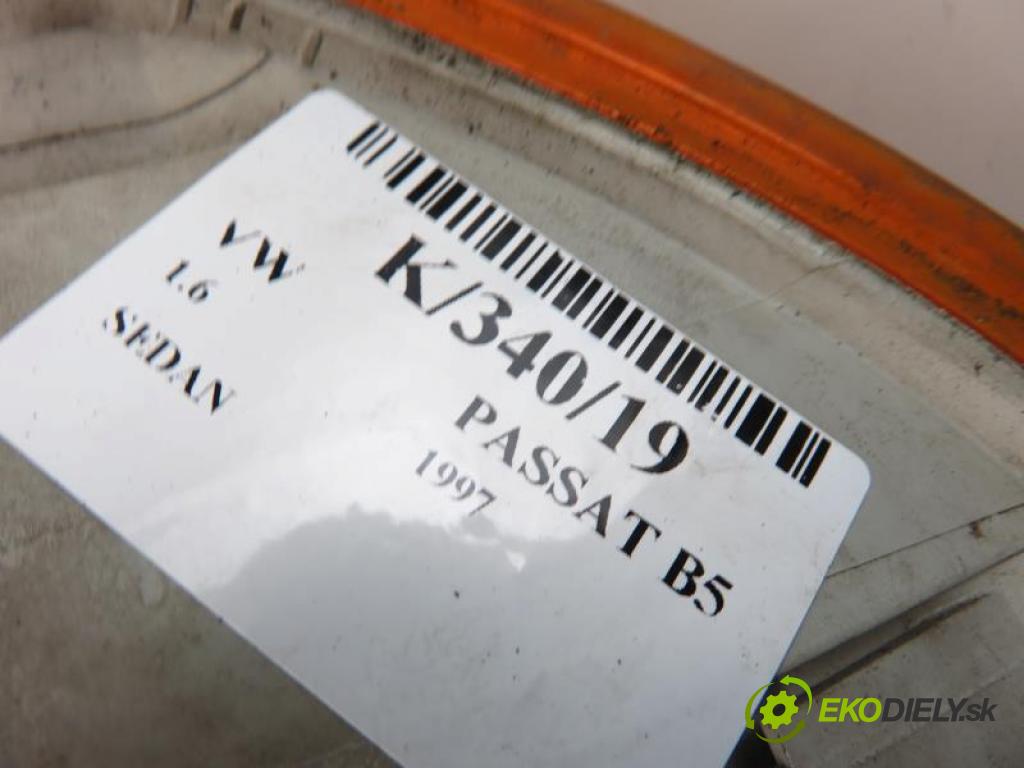 K/340/19
VW PASSAT B5
1.6 1997
SEDAN
EKODIELY.sk